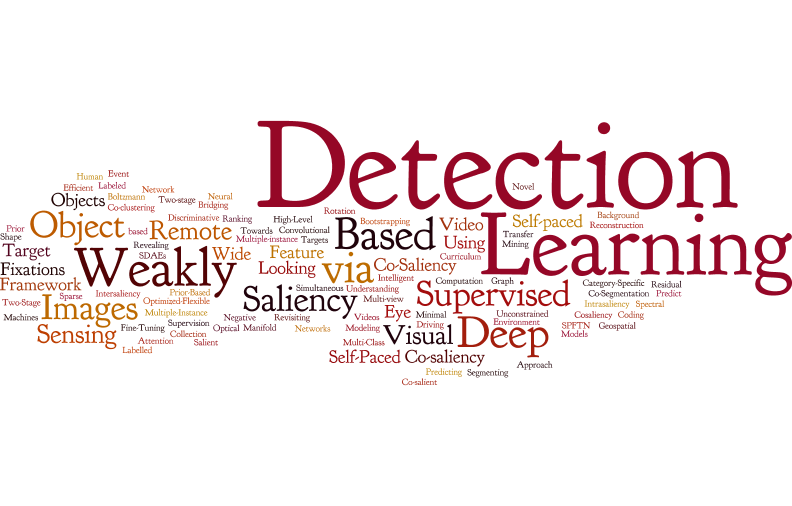 Detection
Learning
Human
Event
Efficient
Labeled
Network
Objects
Boltzmann
Two-stage
Neural
Co-clustering
Bridging
Novel
Prior
Shape
Object
based
Discriminative
Ranking
Remote
High-Level
Rotation
Bootstrapping
Towards
Convolutional
Based
Video
Self-paced
Background
Reconstruction
Transfer
Mining
Using
Multiple-instance
Targets
Target
Revealing
SDAEs
Wide
Feature
Curriculum
Fixations
Weakly
Looking
via
Co-Saliency
Intelligent
Computation
Graph
Category-Specific
Residual
Framework
Sparse
Intersaliency
Prior-Based
Simultaneous
Understanding
Supervised
Co-Segmentation
Predict
Two-Stage
Images
Optimized-Flexible
Saliency
Multi-view
Intrasaliency
Spectral
Machines
Multiple-Instance
Negative
Revisiting
Videos
Eye
Minimal
Unconstrained
Environment
Cosaliency
Coding
Sensing
Fine-Tuning
Supervision
Optical
Manifold
Networks
Modeling
Driving
Visual
Deep
SPFTN
Geospatial
Models
Collection
Attention
Salient
Multi-Class
Labelled
Self-Paced
Co-saliency
Approach
Predicting
Segmenting
Co-salient